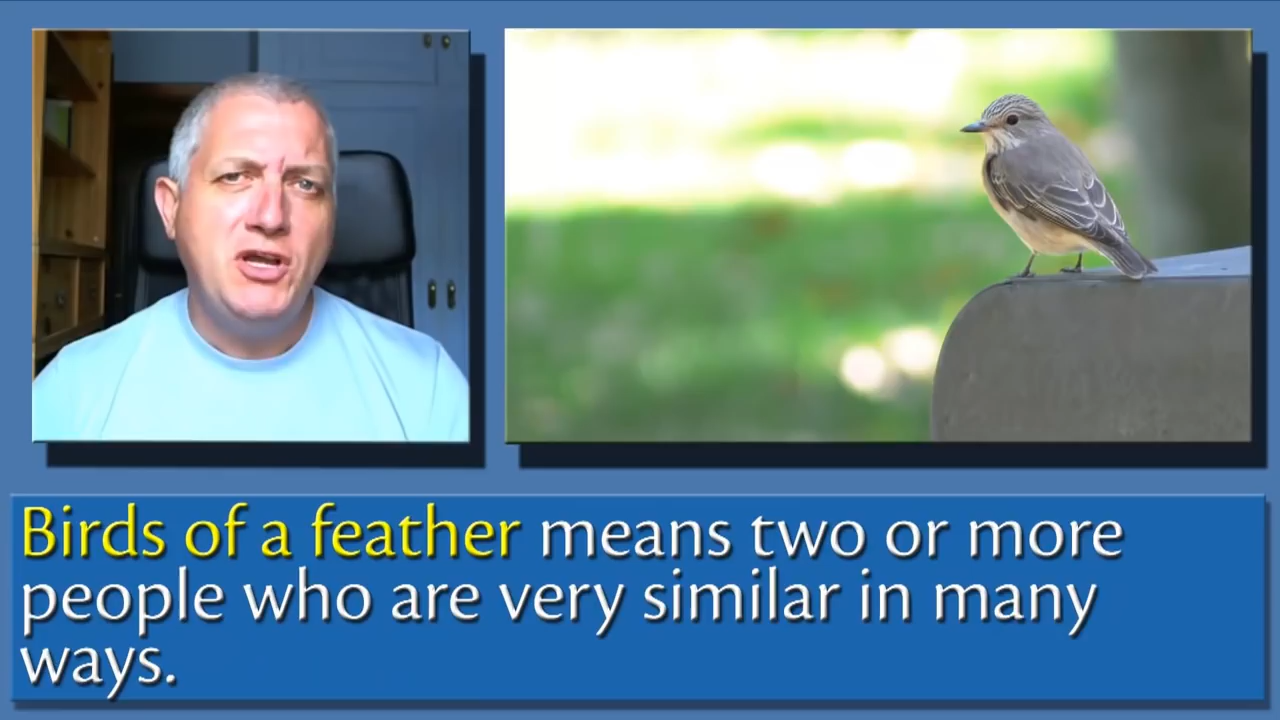 Birds of a feather means two or more
people who are very similar in many
ways.